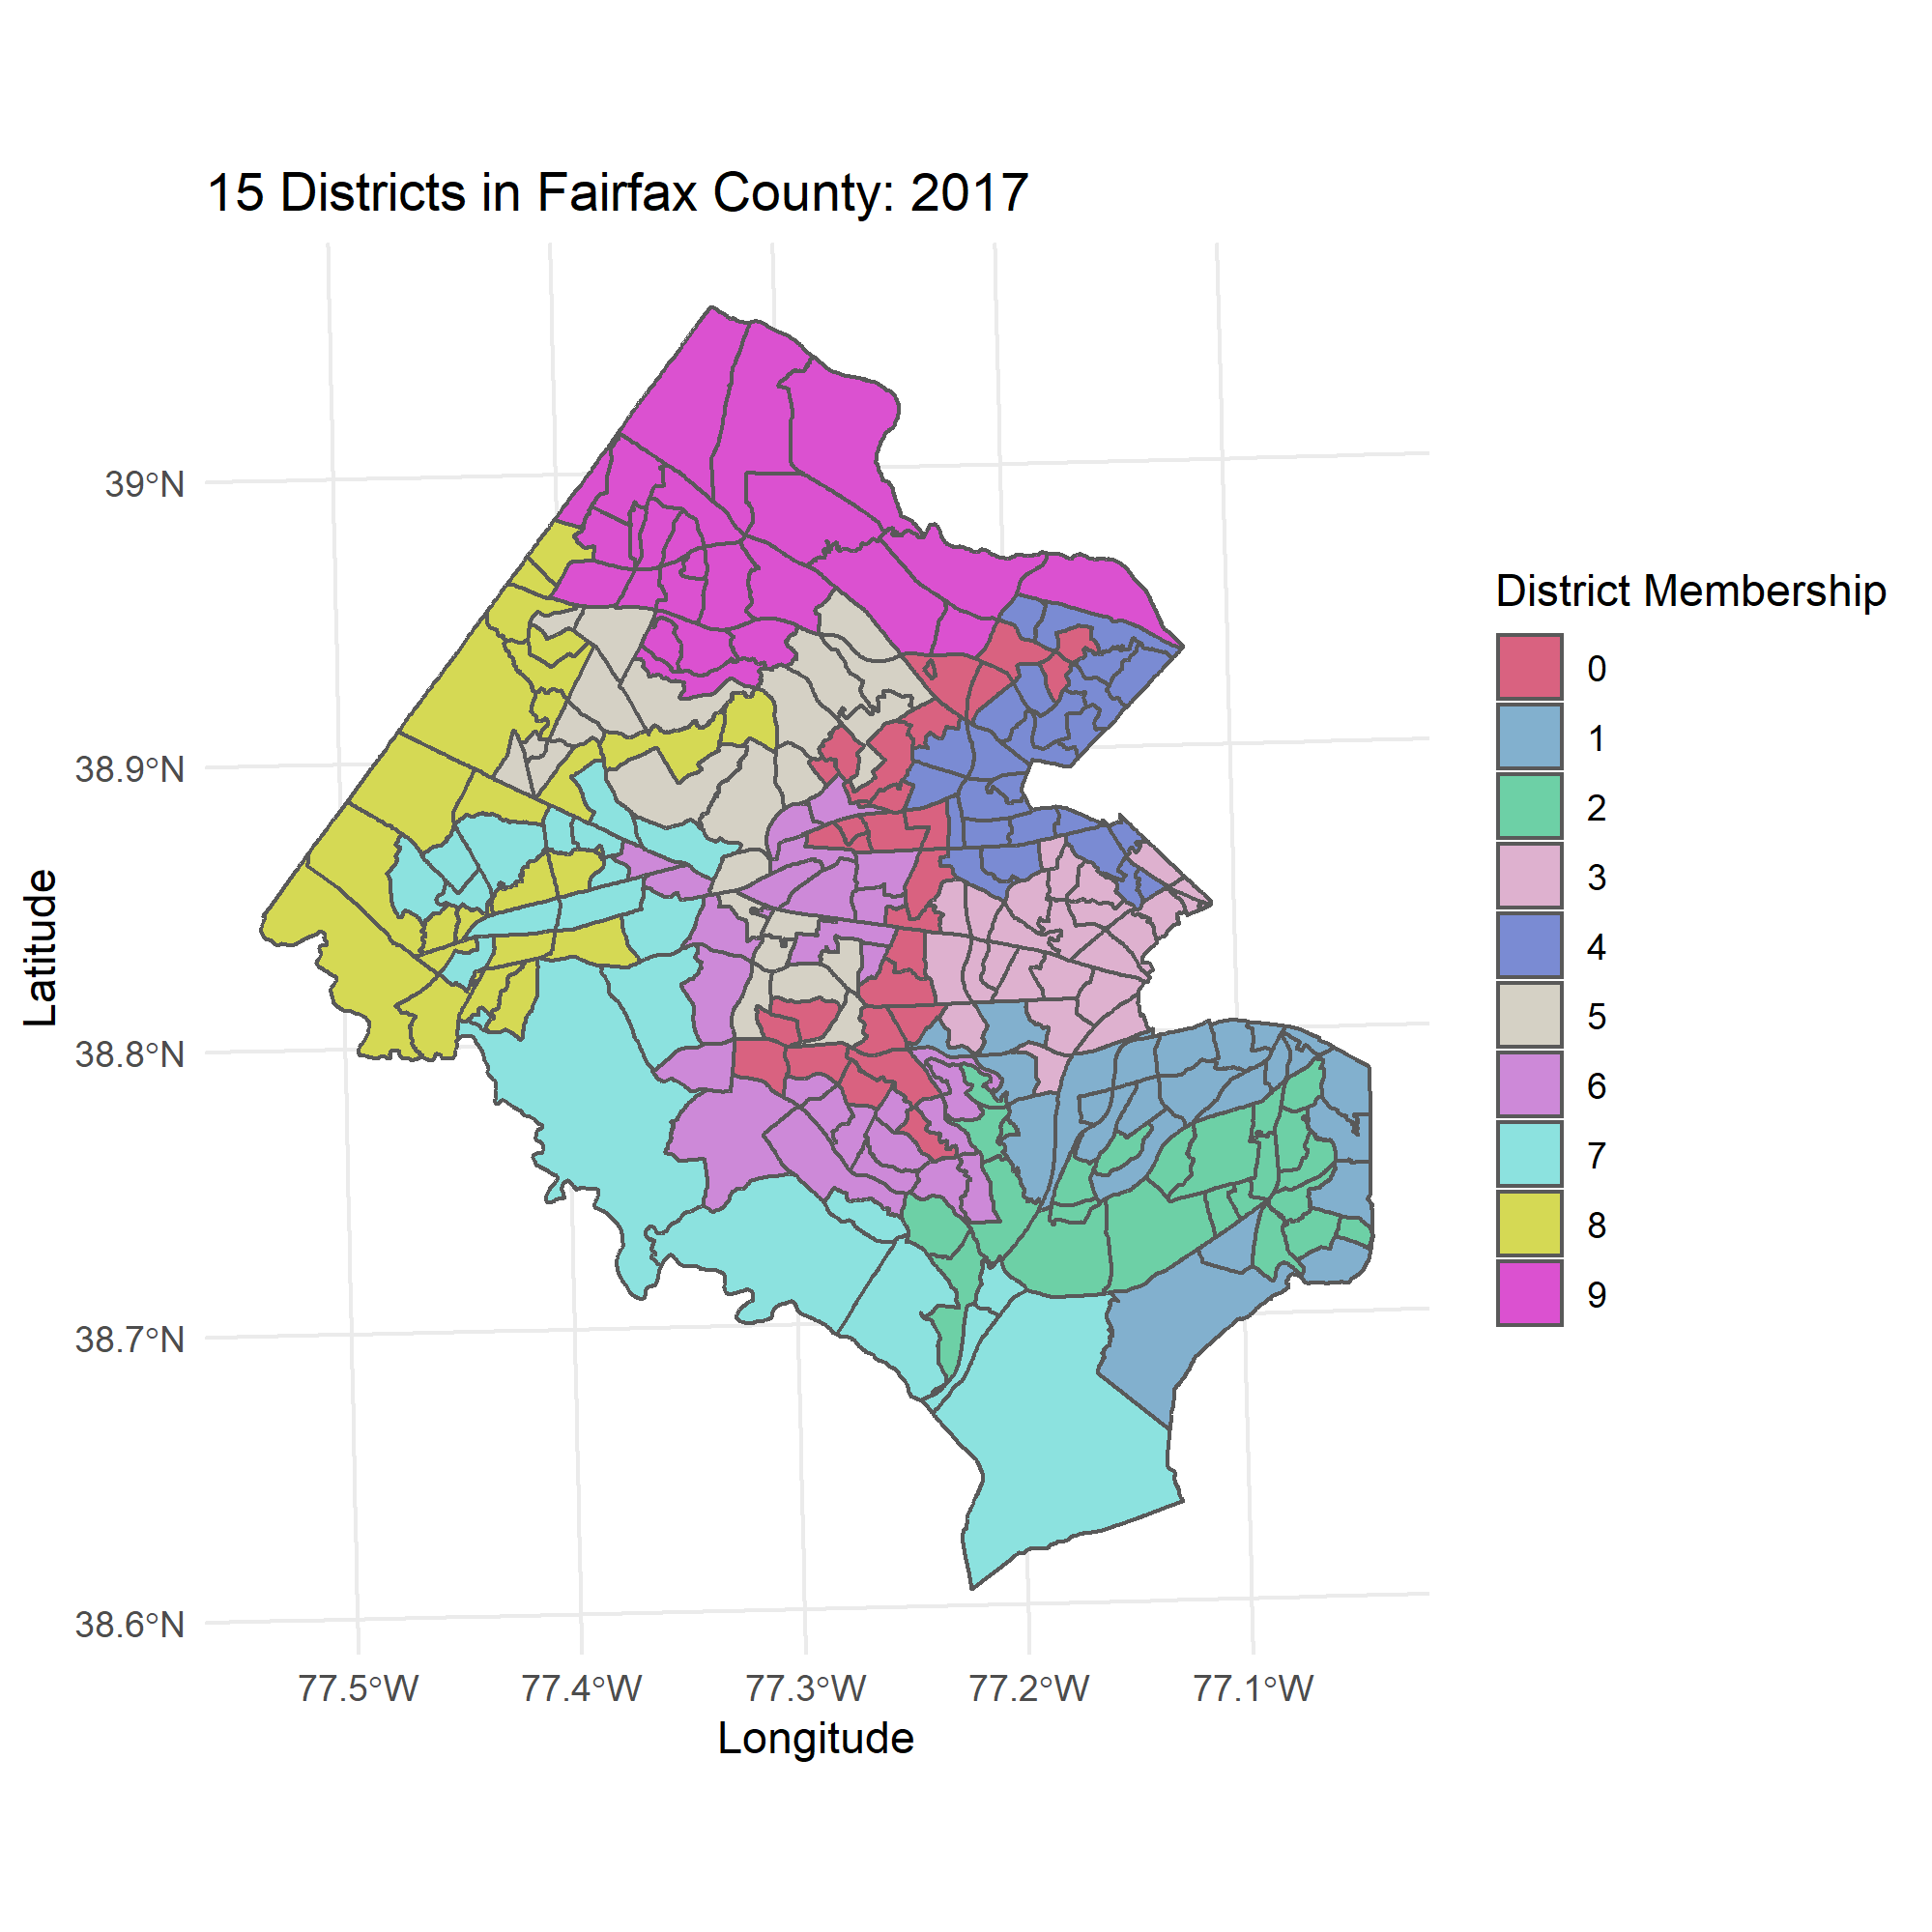 15 Districts in Fairfax County: 2017
39°N
38.9°N
38.8°N
38.7°N
38.6°N
77.5°W
77.4°W
77.3°W
77.2°W
77.1°W
Longitude
Latitude
District Membership
0
1
2
3
4
5
6
7
8
9